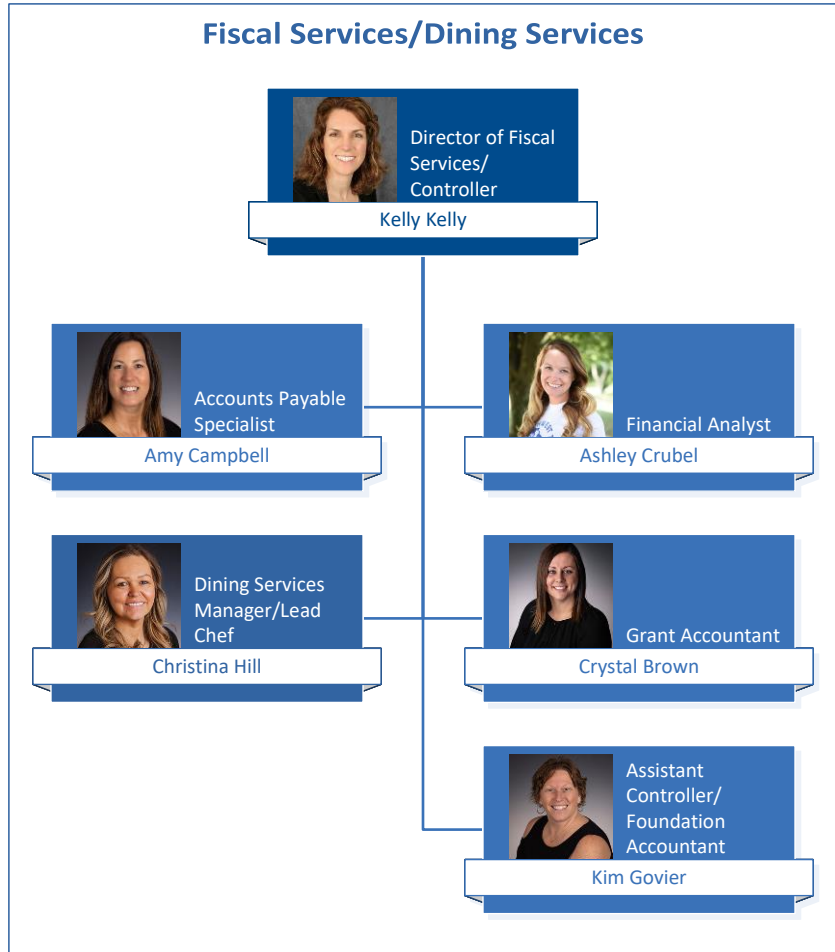 Fiscal Services/Dining Services
Director of Fiscal
Services/
Controller
Kelly Kelly
Accounts Payable
Specialist
Amy Campbell
Financial Analyst
Ashley Crubel
Dining Services
Manager/Lead
Chef
Christina Hill
Grant Accountant
Crystal Brown
Assistant
Controller/
Foundation
Accountant
Kim Govier